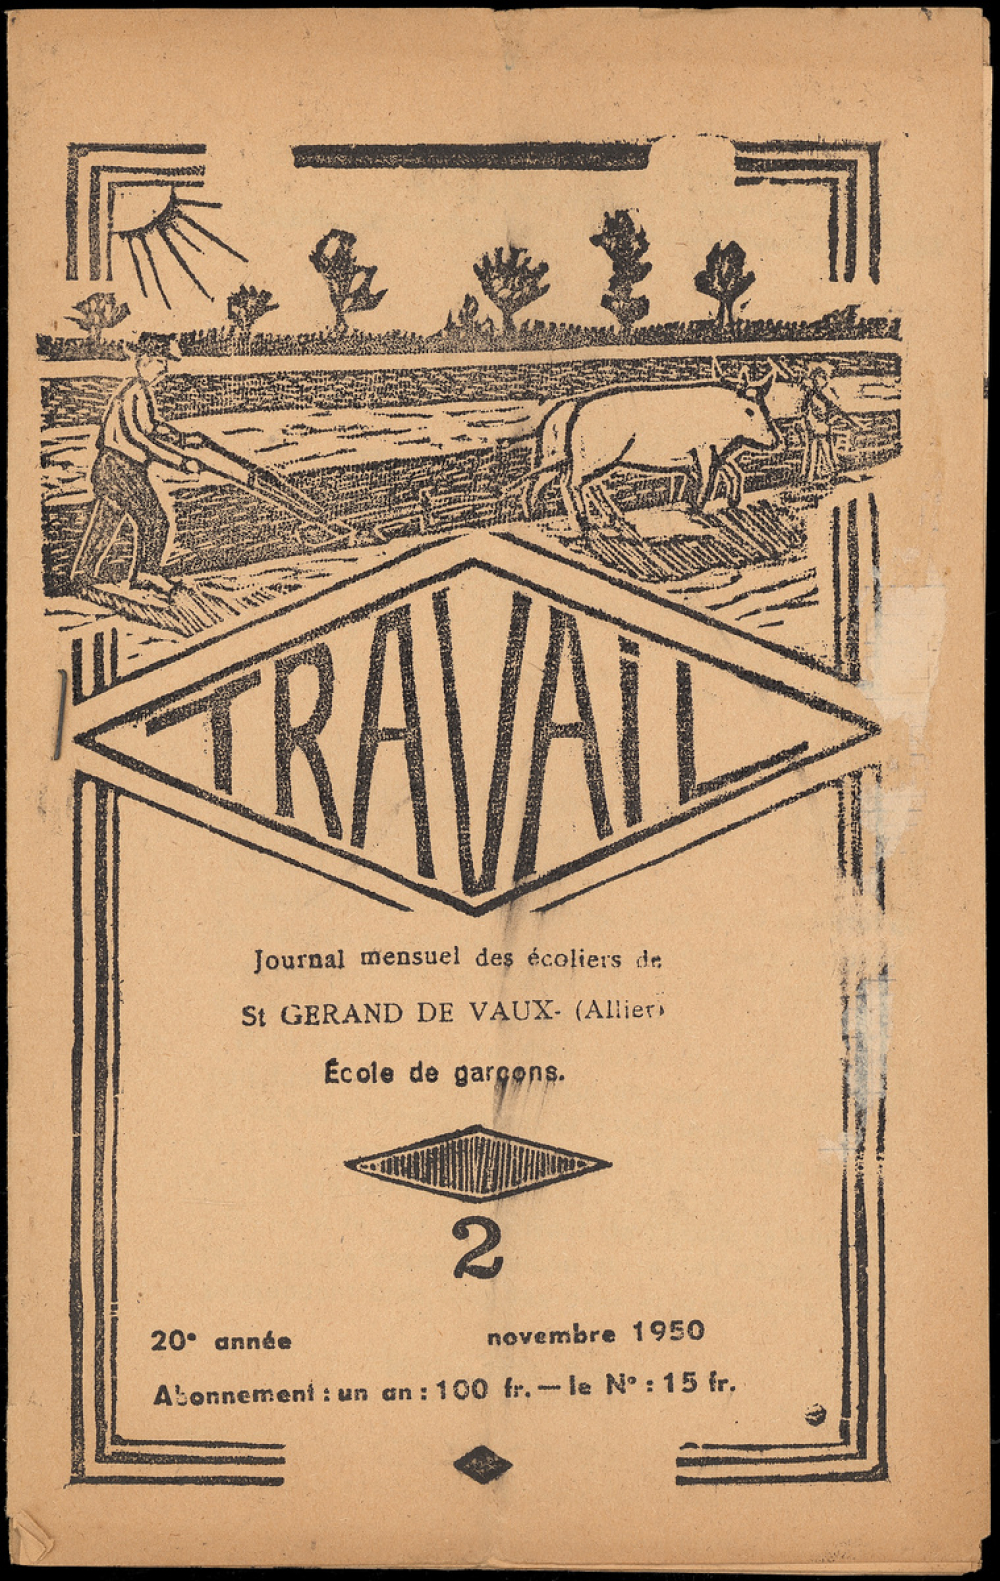 TRAVAiL
Journal mensuel des écoliers de
St GERAND DE VAUX- (Allier)
École de garçons.
2
20e année novembre 1950
Abonnement : un an : 100 fr. — le No : 15 fr.